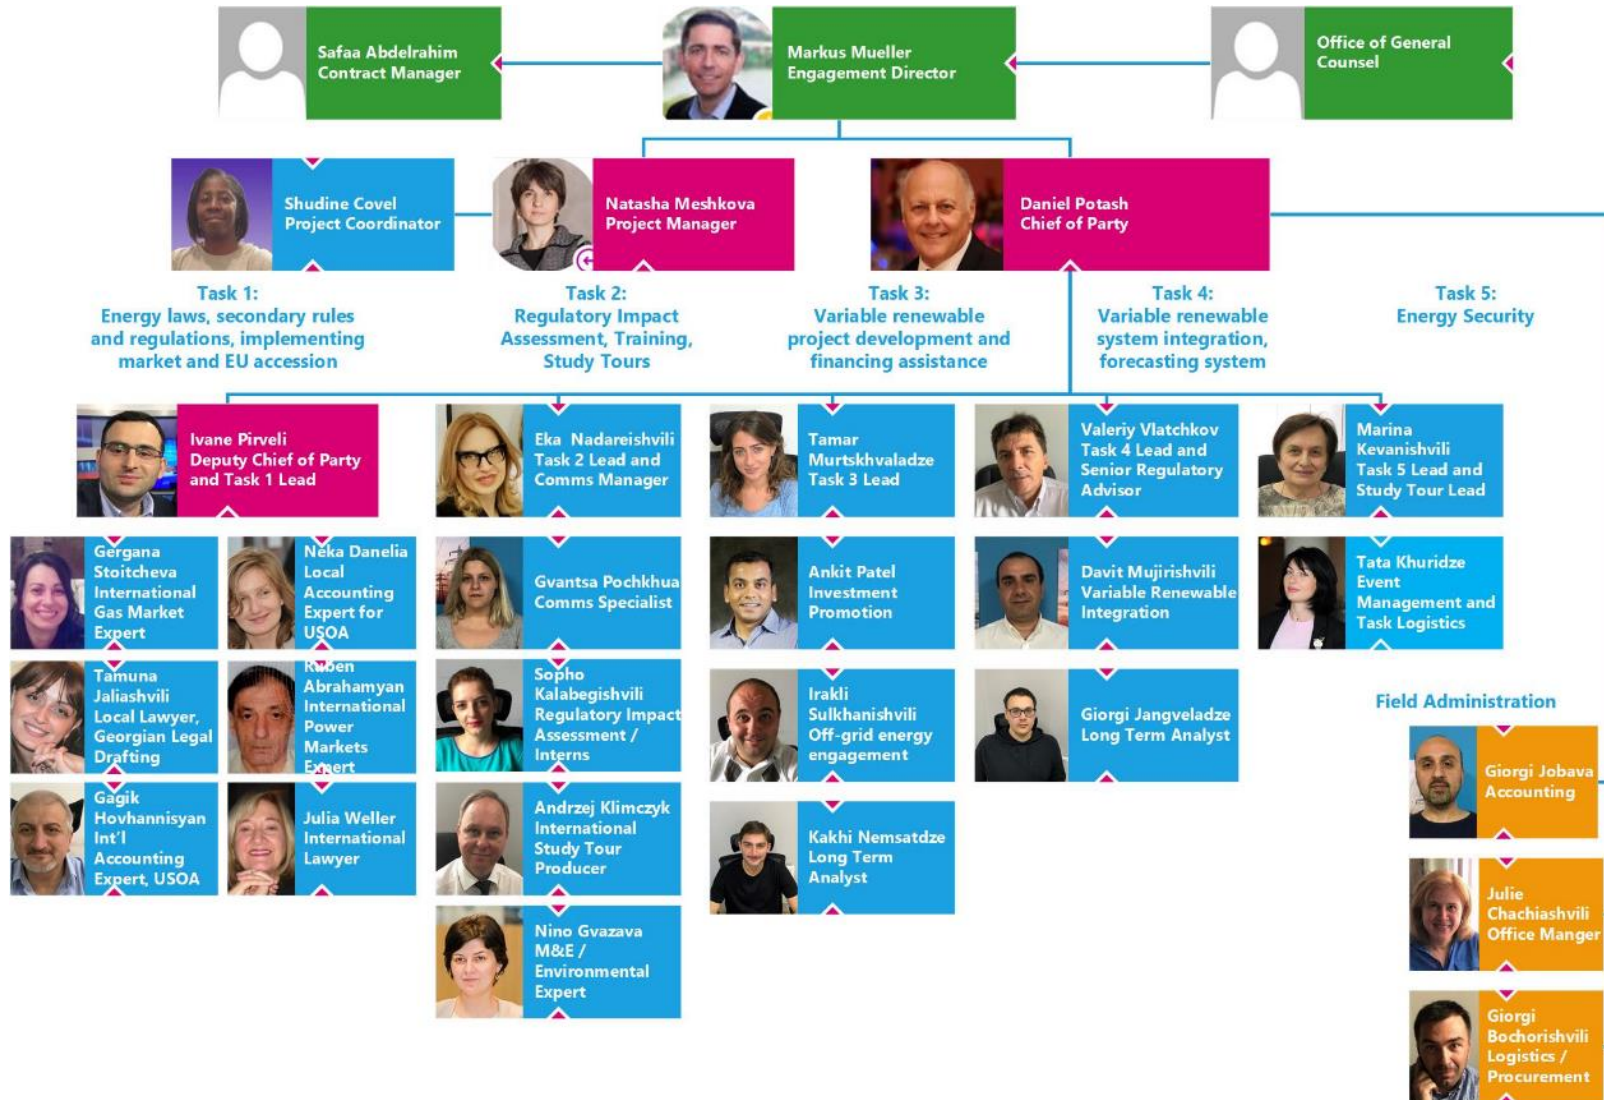 Safaa Abdelrahim
Contract Manager
Markus Mueller
Engagement Director
Office of General
Counsel
Shudine Covel
Project Coordinator
Natasha Meshkova
Project Manager
Daniel Potash
Chief of Party
Task 1:
Energy laws, secondary rules
and regulations, implementing
market and EU accession
Task 2:
Regulatory Impact
Assessment, Training,
Study Tours
Task 3:
Variable renewable
project development and
financing assistance
Task 4:
Variable renewable
system integration,
forecasting system
Task 5:
Energy Security
Ivane Pirveli
Deputy Chief of Party
and Task 1 Lead
Eka Nadareishvili
Task 2 Lead and
Comms Manager
Tamar
Murtskhvaladze
Task 3 Lead
Valeriy Vlatchkov
Task 4 Lead and
Senior Regulatory
Advisor
Marina
Kevanishvili
Task 5 Lead and
Study Tour Lead
Gergana
Stoitcheva
International
Gas Market
Expert
Neka Danelia
Local
Accounting
Expert for
USOA
Gvantsa Pochkhua
Comms Specialist
Ankit Patel
Investment
Promotion
Davit Mujirishvili
Variable Renewable
Integration
Tata Khuridze
Event
Management and
Task Logistics
Tamuna
Jaliashvili
Local Lawyer,
Georgian Legal
Drafting
Ruben
Abrahamyan
International
Power
Markets
Expert
Sopho
Kalabegishvili
Regulatory Impact
Assessment /
Interns
Irakli
Sulkhanishvili
Off-grid energy
engagement
Giorgi Jangveladze
Long Term Analyst
Field Administration
Giorgi Jobava
Accounting
Gagik
Hovhannisyan
Int'l
Accounting
Expert, USOA
Julia Weller
International
Lawyer
Andrzej Klimczyk
International
Study Tour
Producer
Kakhi Nemsatdze
Long Term
Analyst
Julie
Chachiashvili
Office Manger
Nino Gvazava
M&E /
Environmental
Expert
Giorgi
Bochorishvili
Logistics /
Procurement